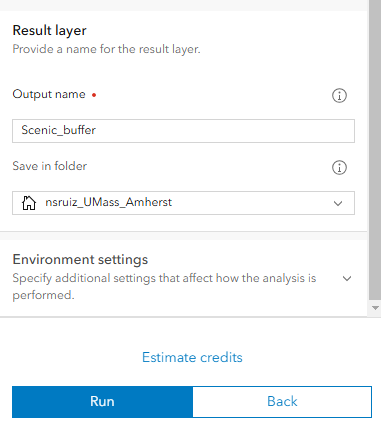 Result layer
Provide a name for the result layer.
Output name •
Scenic_buffer
Save in folder
nsruiz_UMass_Amherst
Environment settings
Specify additional settings that affect how the analysis is
performed.
Estimate credits
Run
Back